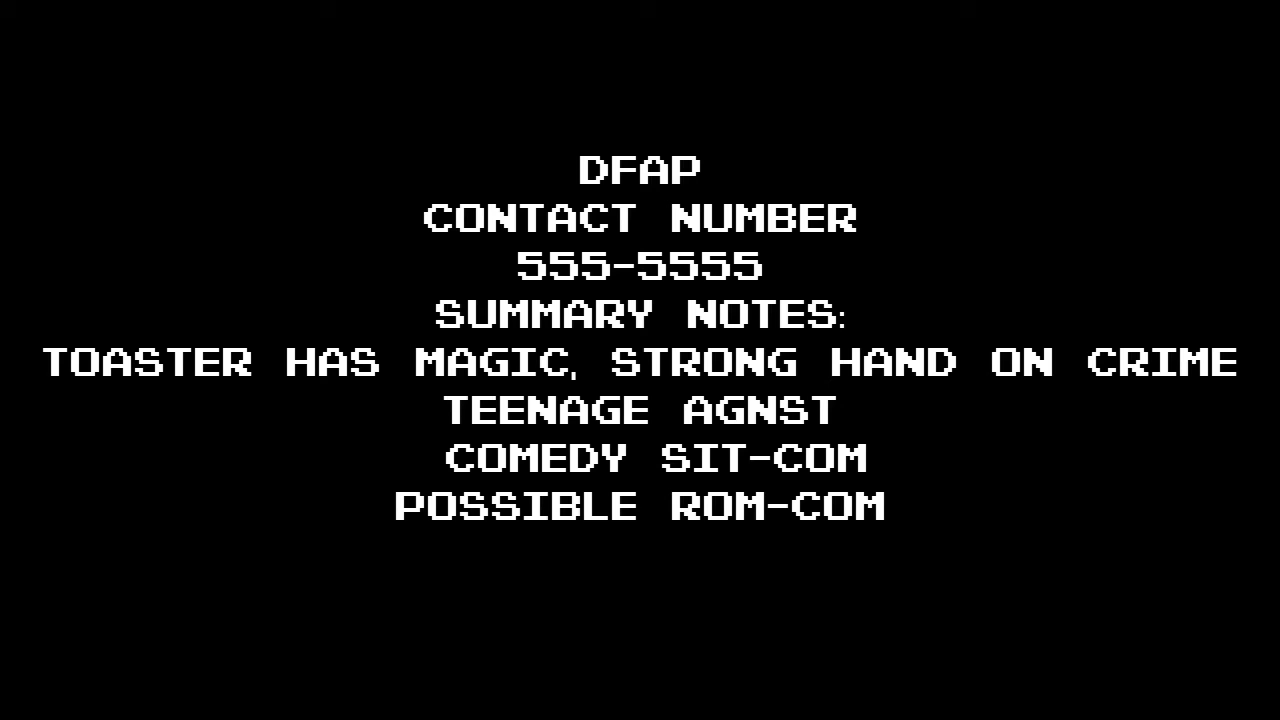 DFAP
CONTACT NUMBER
555-5555
SUMMARY NOTES:
TOASTER HAS MAGIC, STRONG HAND ON CRIME
TEENAGE AGNST
COMEDY SIT-COM
POSSIBLE ROM-COM